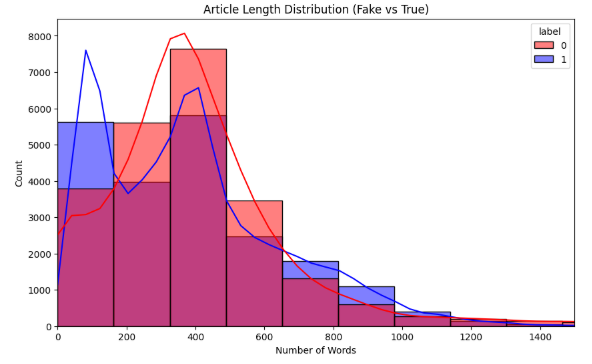 Article Length Distribution (Fake vs True)
label
0
1
Count
8000
7000
6000
5000
4000
3000
2000
1000
0
0 200 400 600 800 1000 1200 1400
Number of Words